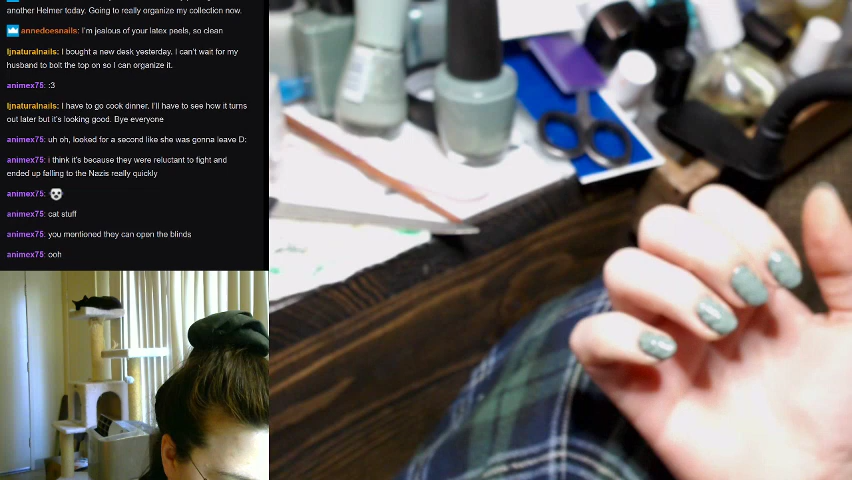 another Helmer today. Going to really organize my collection now.
annedoesnails: I'm jealous of your latex peels, so clean
ljnaturalnails: I bought a new desk yesterday. I can't wait for my
husband to bolt the top on so I can organize it.
animex75: :3
ljnaturalnails: I have to go cook dinner. I'll have to see how it turns
out later but it's looking good. Bye everyone
animex75: uh oh, looked for a second like she was gonna leave D:
animex75: i think it's because they were reluctant to fight and
ended up falling to the Nazis really quickly
animex75:
animex75: cat stuff
animex75: you mentioned they can open the blinds
animex75: ooh